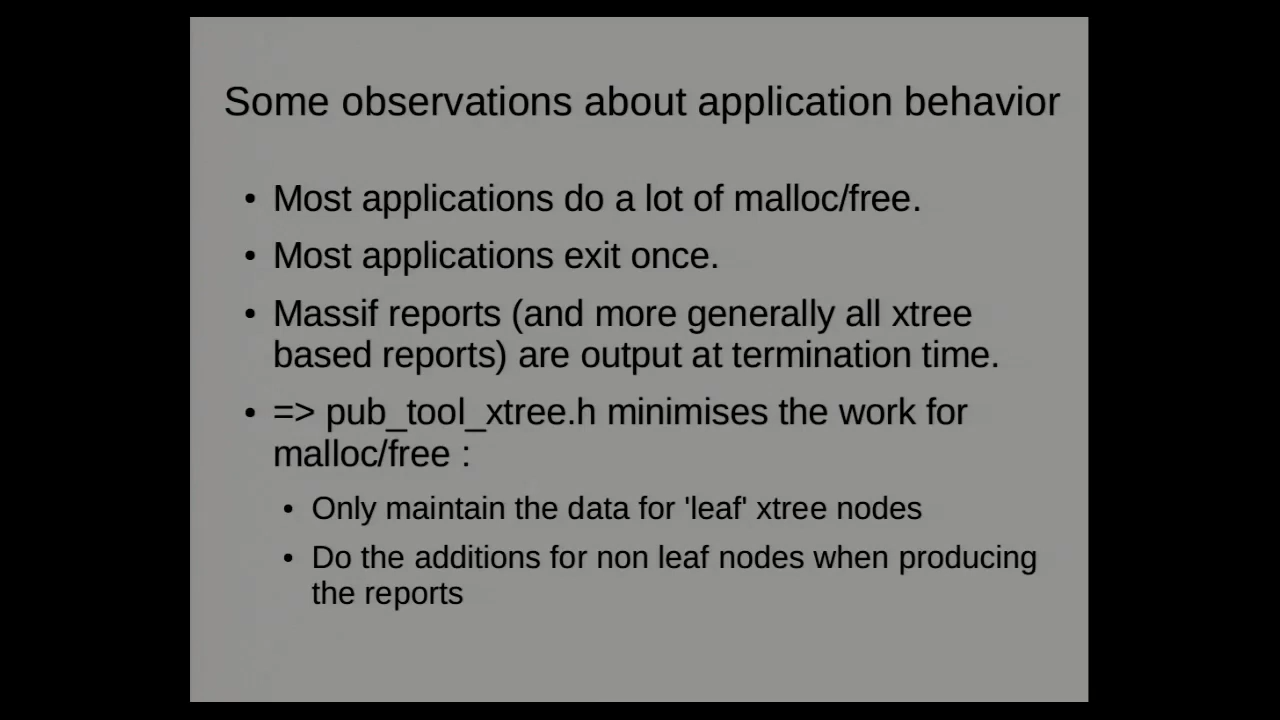 Some observations about application behavior
• Most applications do a lot of malloc/free.
• Most applications exit once.
• Massif reports (and more generally all xtree
based reports) are output at termination time.
• => pub_tool_xtree.h minimises the work for
malloc/free :
• Only maintain the data for 'leaf' xtree nodes
• Do the additions for non leaf nodes when producing
the reports